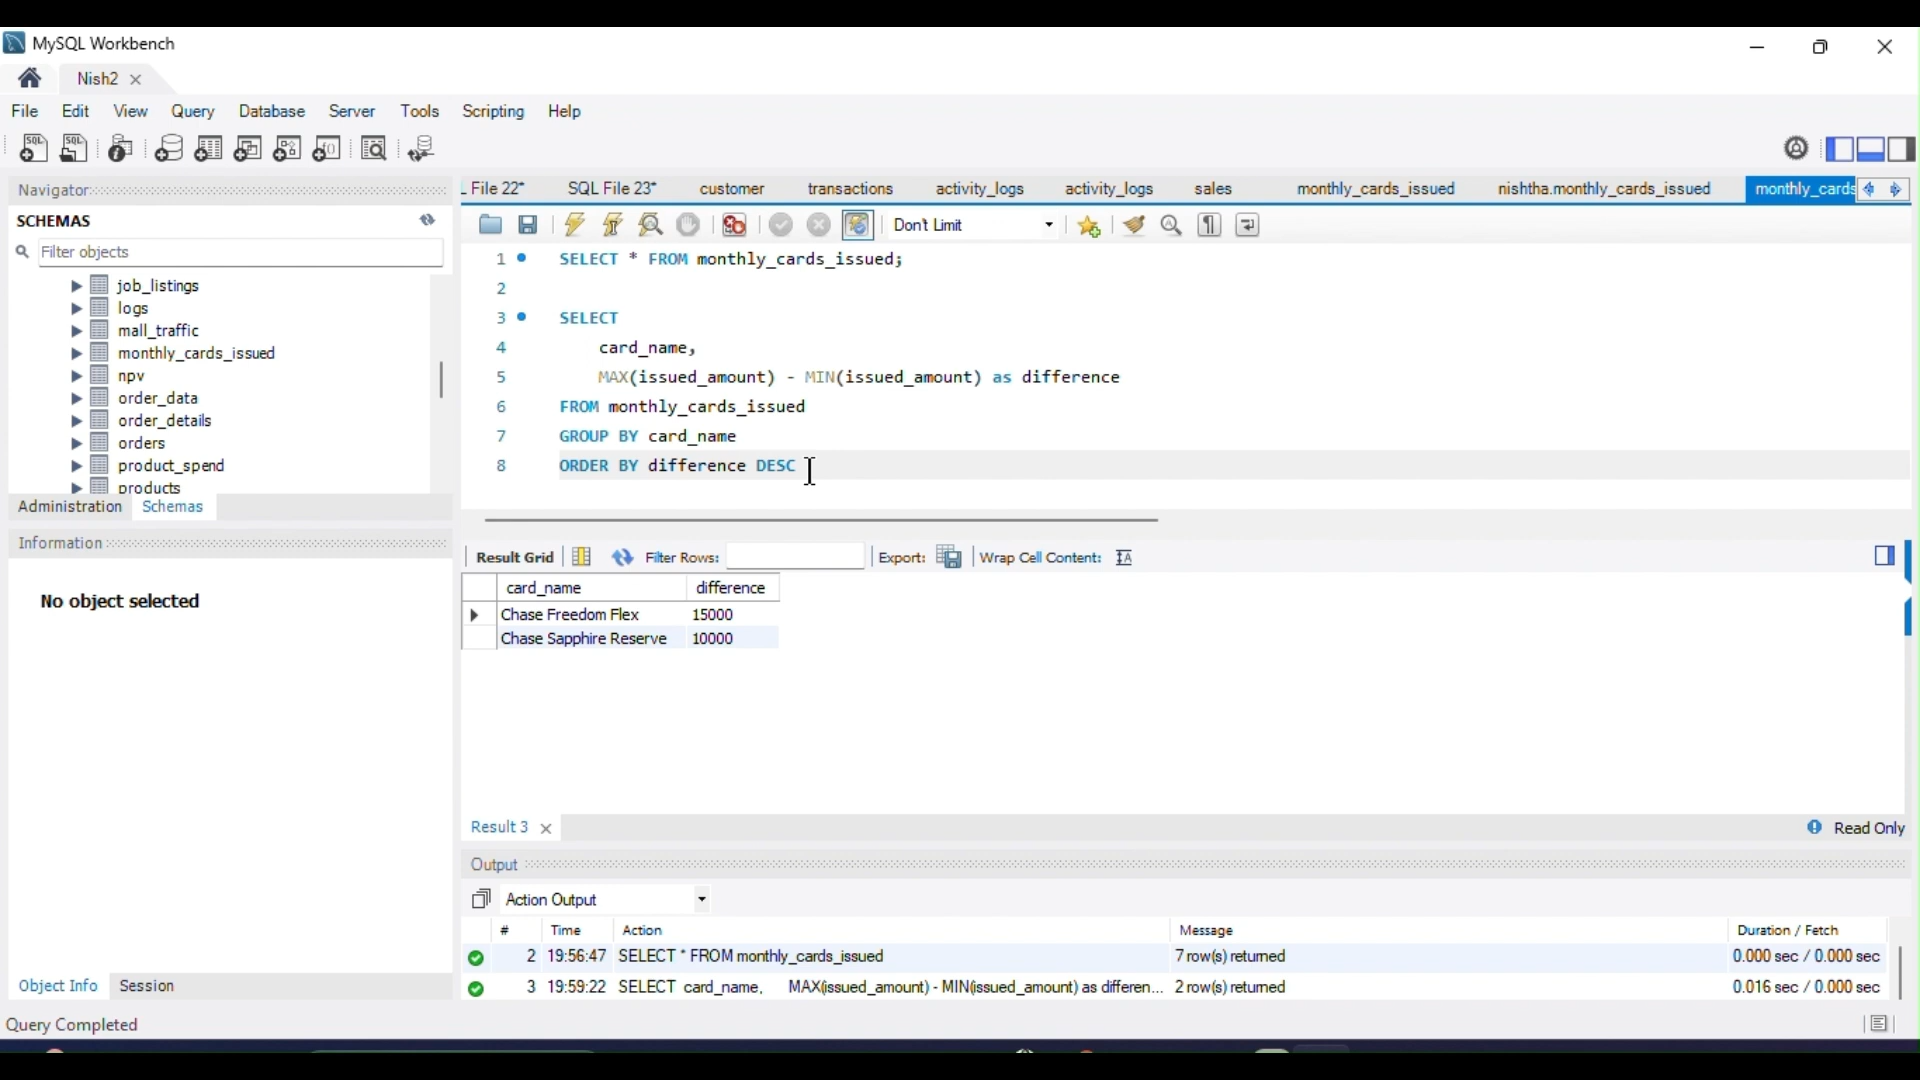 MySQL Workbench
Nish2
File Edit View Query Database Server Tools Scripting Help
Navigator
SCHEMAS
Filter objects
job_listings
logs
mall_traffic
monthly_cards_issued
npv
order_data
order_details
orders
product_spend
products
Administration Schemas
Information
No object selected
Object Info Session
Query Completed
File 22* SQL File 23* customer transactions activity_logs activity_logs sales monthly_cards_issued nishtha.monthly_cards_issued monthly_cards
Don't Limit
1 SELECT * FROM monthly_cards_issued;
2
3 SELECT
4 card_name,
5 MAX(issued_amount) - MIN(issued_amount) as difference
6 FROM monthly_cards_issued
7 GROUP BY card_name
8 ORDER BY difference DESC
Result Grid Filter Rows: Export: Wrap Cell Content:
card_name difference
Chase Freedom Flex 15000
Chase Sapphire Reserve 10000
Result 3 Read Only
Output
Action Output
# Time Action Message Duration / Fetch
2 19:56:47 SELECT * FROM monthly_cards_issued 7 row(s) returned 0.000 sec / 0.000 sec
3 19:59:22 SELECT card_name, MAX(issued_amount) - MIN(issued_amount) as differen... 2 row(s) returned 0.016 sec / 0.000 sec